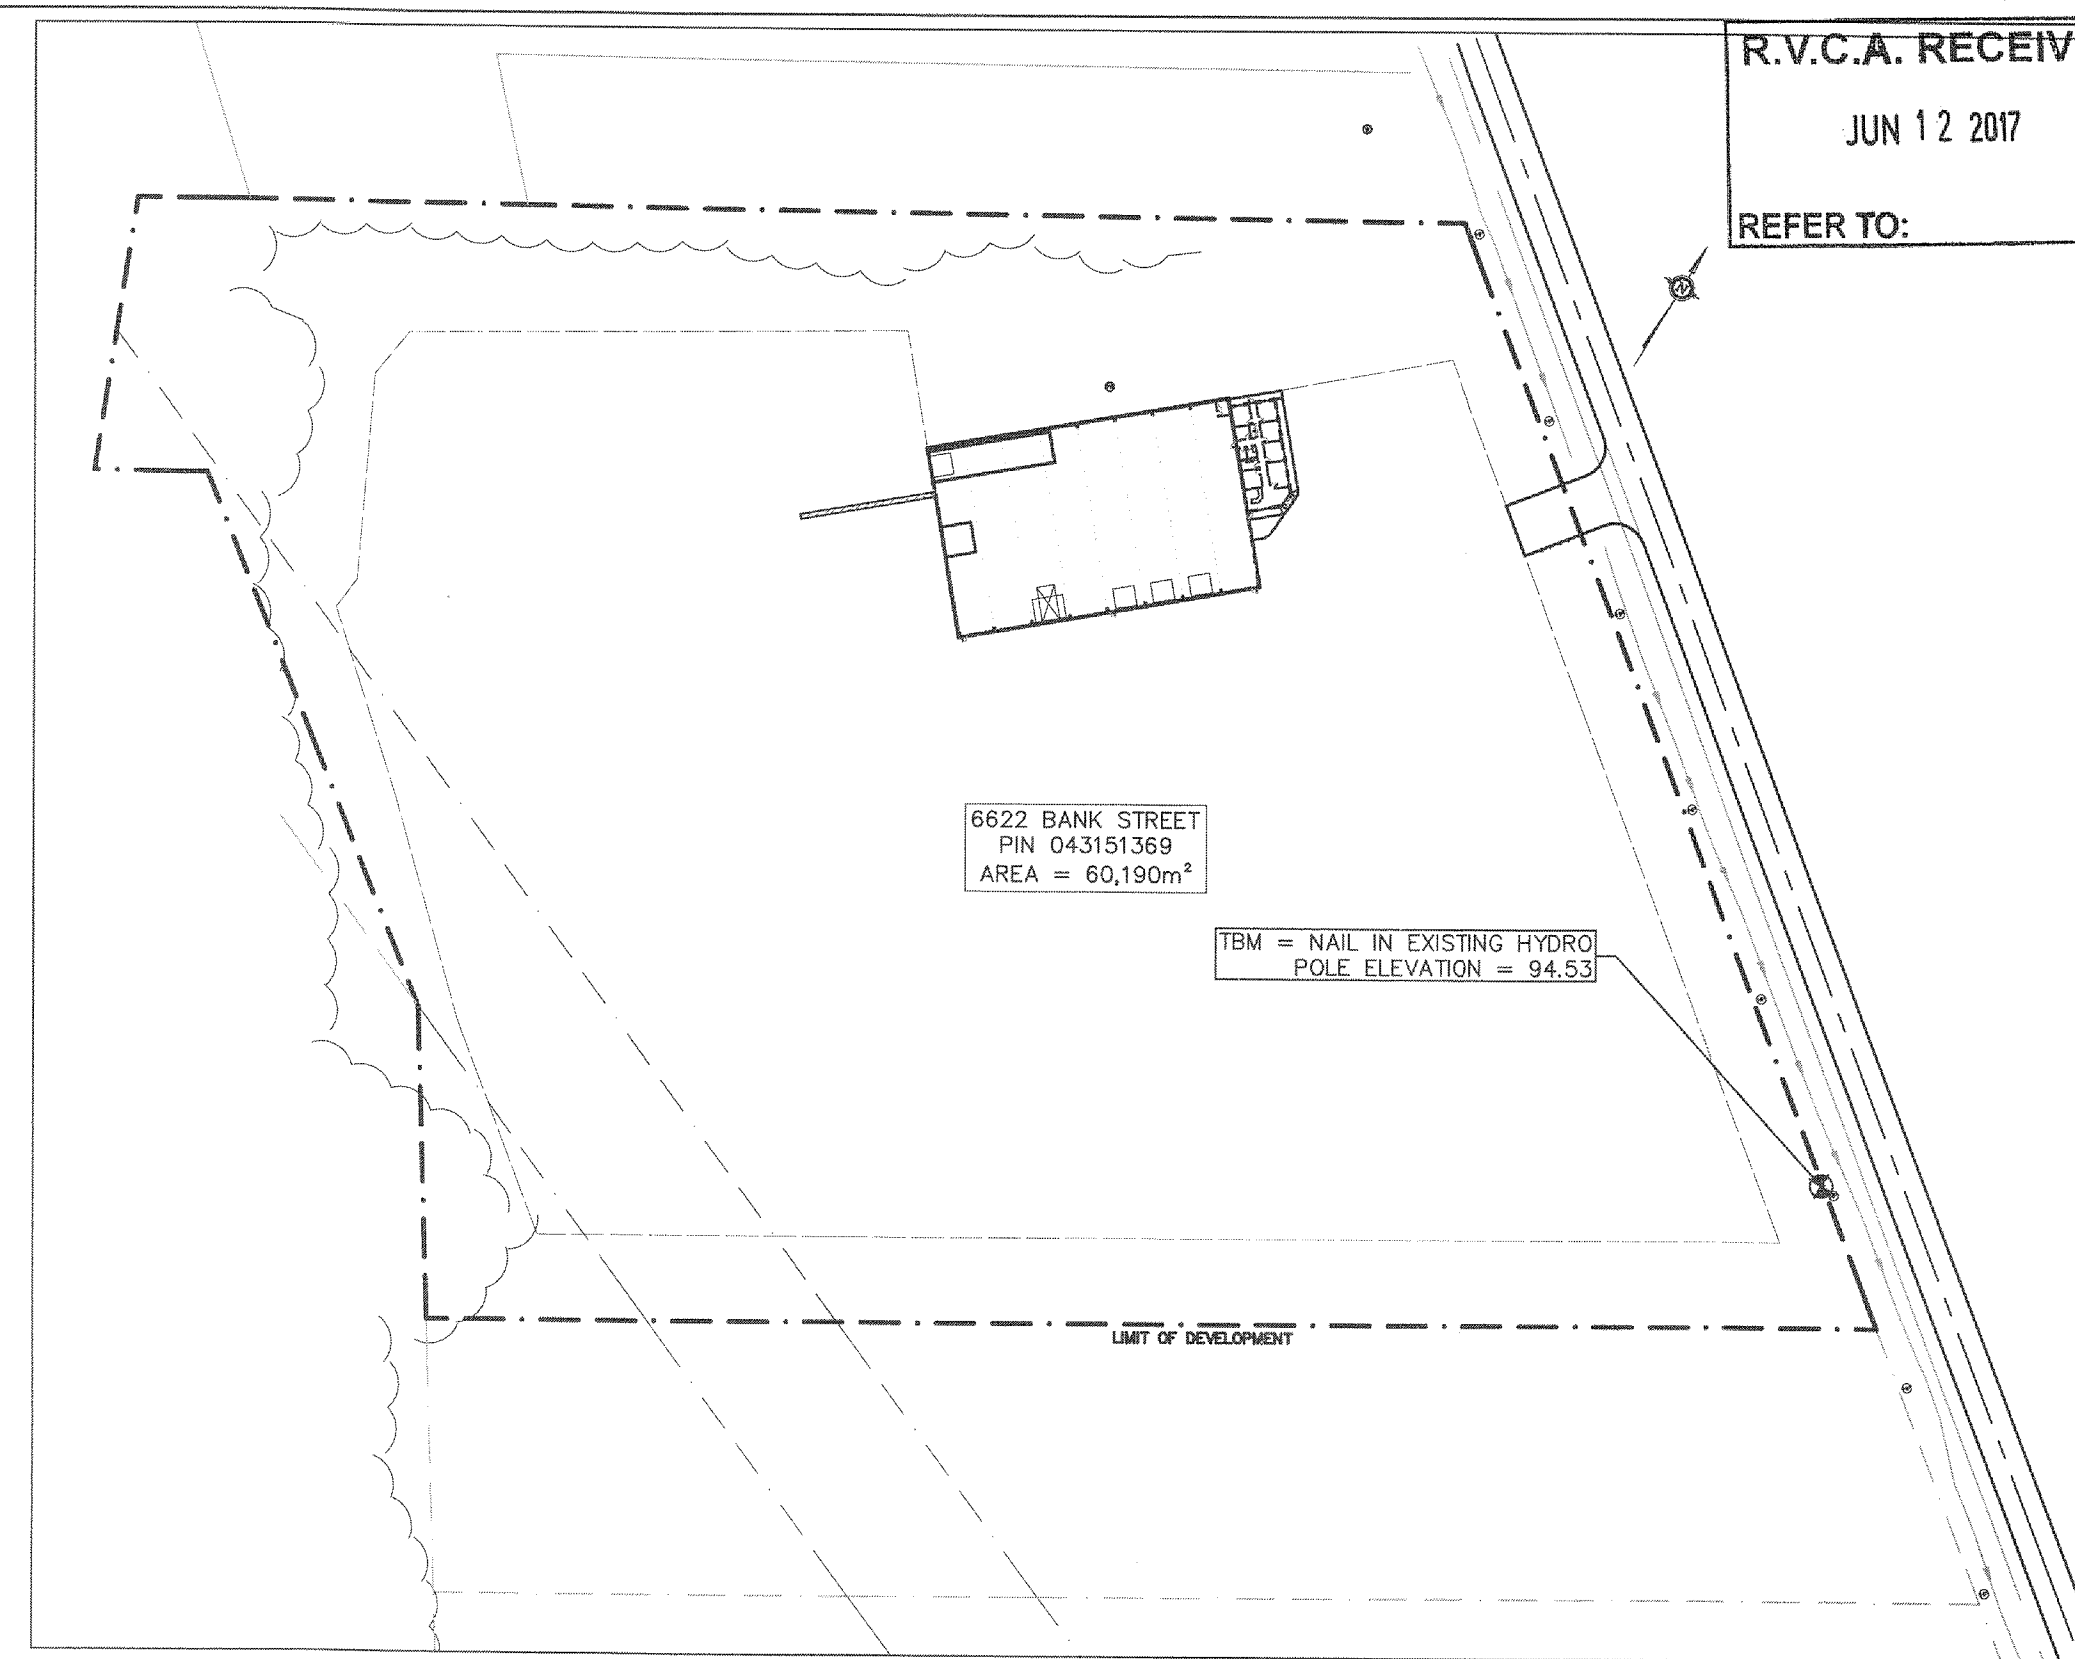 R.V.C.A. RECEIV
JUN 12 2017
REFER TO:
N
6622 BANK STREET
PIN 043151369
AREA = 60,190m²
TBM = NAIL IN EXISTING HYDRO
POLE ELEVATION = 94.53
LIMIT OF DEVELOPMENT